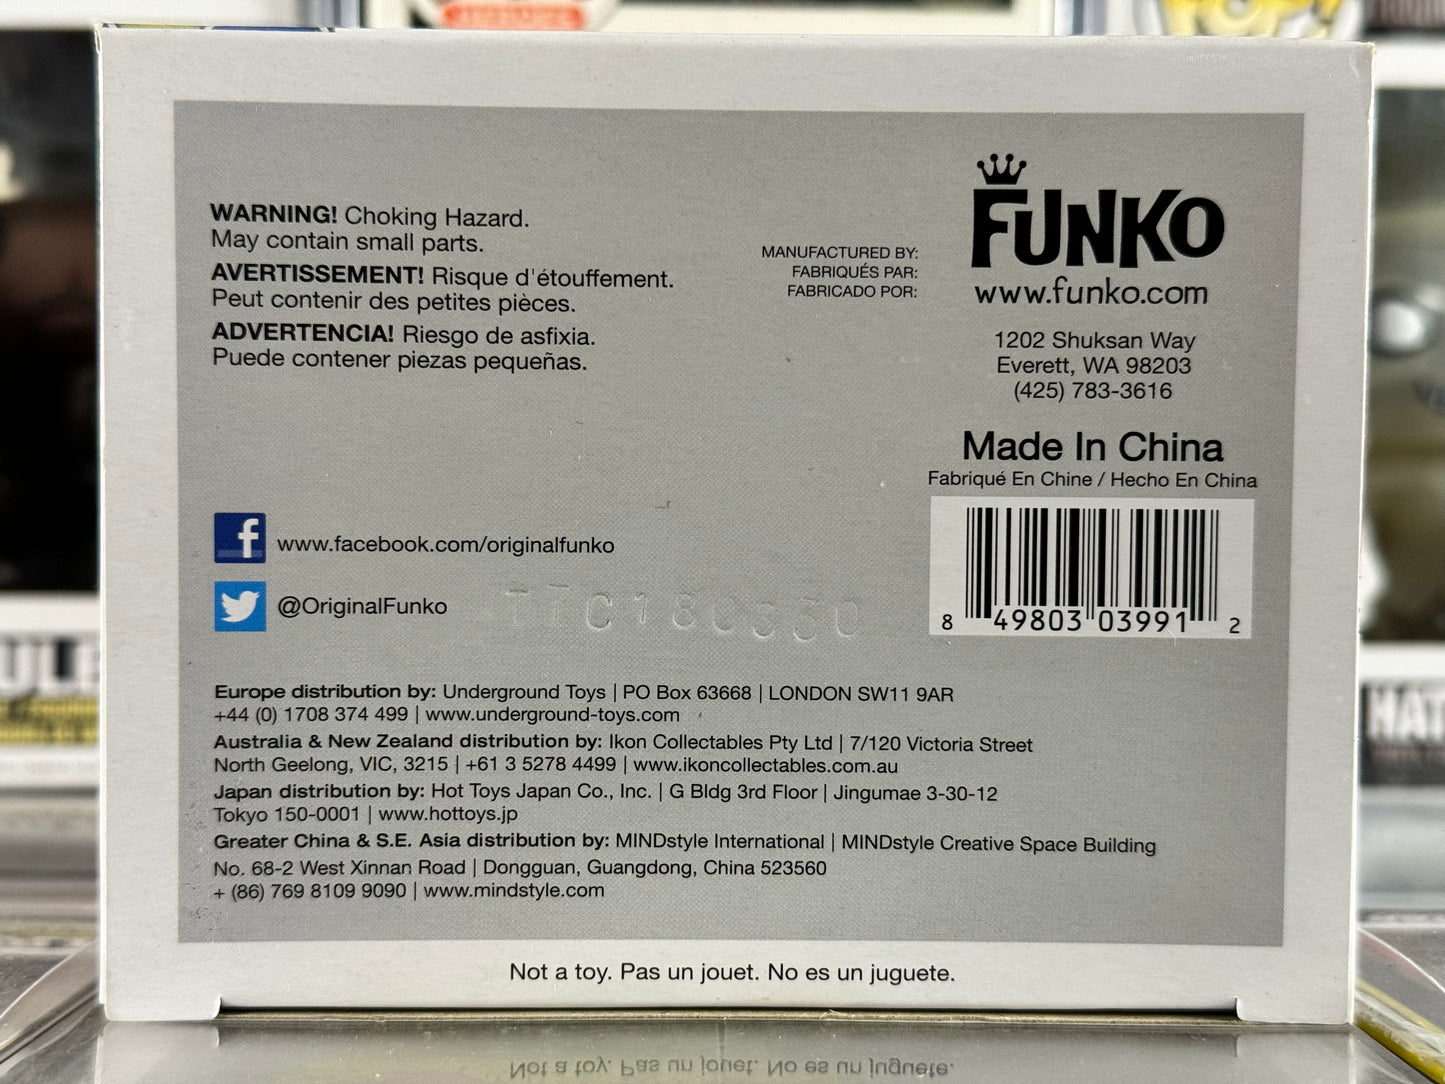 WARNING! Choking Hazard.
May contain small parts.
AVERTISSEMENT! Risque d'étouffement.
Peut contenir des petites pièces.
ADVERTENCIA! Riesgo de asfixia.
Puede contener piezas pequeñas.
MANUFACTURED BY:
FABRIQUÉS PAR:
FABRICADO POR:
FUNKO
www.funko.com
1202 Shuksan Way
Everett, WA 98203
(425) 783-3616
Made In China
Fabriqué En Chine / Hecho En China
8 49803 03991 2
www.facebook.com/originalfunko
@OriginalFunko
Europe distribution by: Underground Toys | PO Box 63668 | LONDON SW11 9AR
+44 (0) 1708 374 499 | www.underground-toys.com
Australia & New Zealand distribution by: Ikon Collectables Pty Ltd | 7/120 Victoria Street
North Geelong, VIC, 3215 | +61 3 5278 4499 | www.ikoncollectables.com.au
Japan distribution by: Hot Toys Japan Co., Inc. | G Bldg 3rd Floor | Jingumae 3-30-12
Tokyo 150-0001 | www.hottoys.jp
Greater China & S.E. Asia distribution by: MINDstyle International | MINDstyle Creative Space Building
No. 68-2 West Xinnan Road | Dongguan, Guangdong, China 523560
+ (86) 769 8109 9090 | www.mindstyle.com
Not a toy. Pas un jouet. No es un juguete.